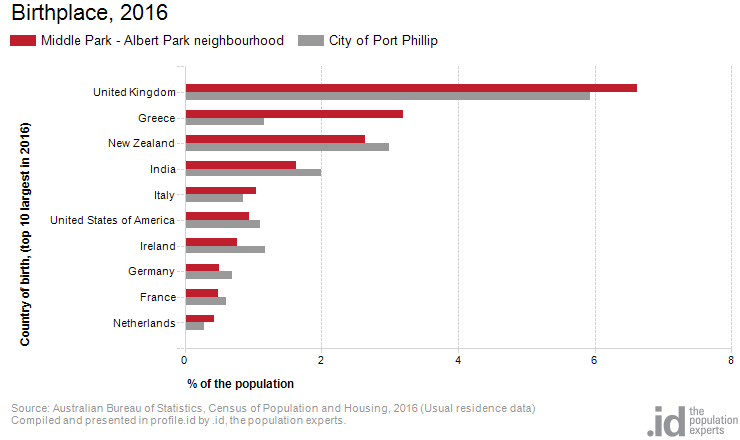 Birthplace, 2016
Middle Park - Albert Park neighbourhood City of Port Phillip
Country of birth, (top 10 largest in 2016)
United Kingdom
Greece
New Zealand
India
Italy
United States of America
Ireland
Germany
France
Netherlands
0 2 4 6 8
% of the population
Source: Australian Bureau of Statistics, Census of Population and Housing, 2016 (Usual residence data)
Compiled and presented in profile.id by .id, the population experts.
.id the
population
experts